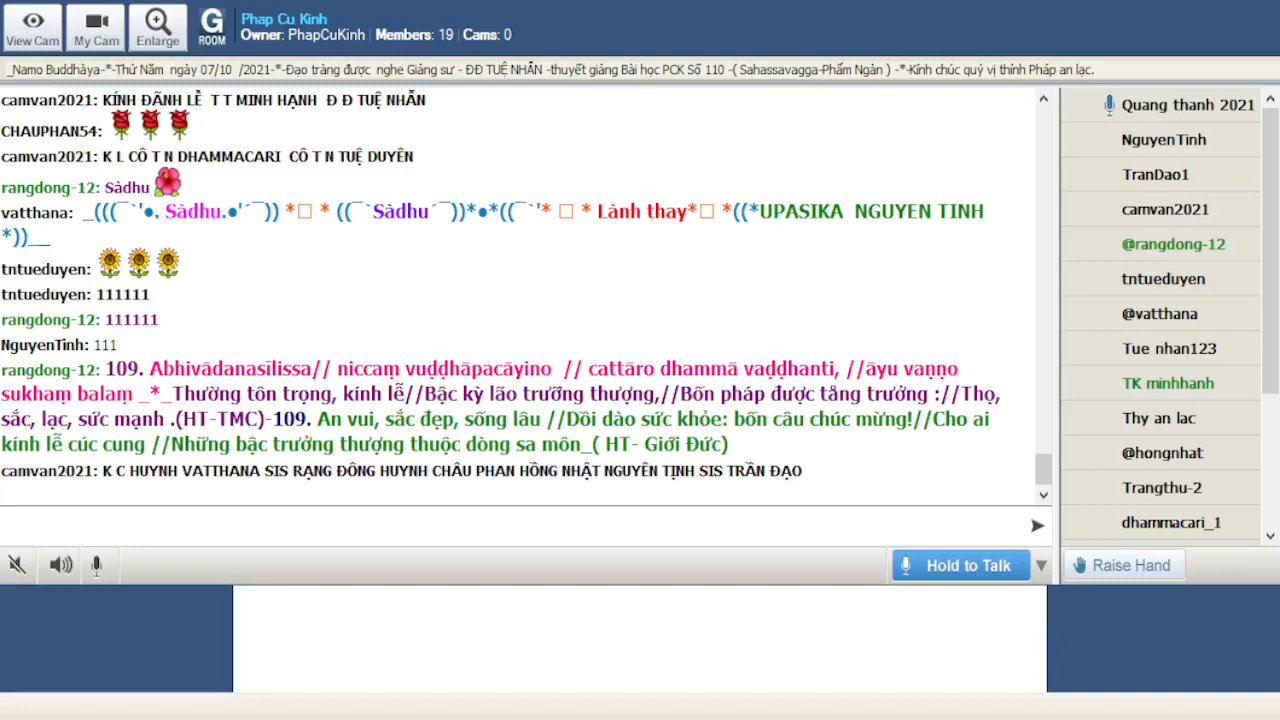 View Cam
My Cam
Enlarge
G
ROOM
Phap Cu Kinh
Owner: PhapCuKinh | Members: 19 | Cams: 0
_Namo Buddhàya-*-Thứ Năm ngày 07/10 /2021-*-Đạo tràng được nghe Giảng sư - ĐĐ TUỆ NHẪN -thuyết giảng Bài học PCK Số 110 -( Sahassavagga-Phẩm Ngàn ) -*-Kính chúc quý vị thính Pháp an lạc.
camvan2021: KÍNH ĐÃNH LỄ T T MINH HẠNH Đ Đ TUỆ NHẪN
CHAUPHAN54:
camvan2021: K L CÔ T N DHAMMACARI CÔ T N TUỆ DUYÊN
rangdong-12: Sàdhu
vatthana: _(((¯`'●. Sàdhu.●'´¯)) *□ * ((¯`Sàdhu´¯))*●*((¯`'* □ * Lành thay*□ *((*UPASIKA NGUYEN TINH
*))__
tntueduyen:
tntueduyen: 111111
rangdong-12: 111111
NguyenTinh: 111
rangdong-12: 109. Abhivādanasīlissa// niccaṃ vuḍḍhāpacāyino // cattāro dhammā vaḍḍhanti, //āyu vaṇṇo
sukhaṃ balaṃ _*_Thường tôn trọng, kính lễ//Bậc kỳ lão trưỡng thượng,//Bốn pháp được tăng trưởng ://Thọ,
sắc, lạc, sức mạnh .(HT-TMC)-109. An vui, sắc đẹp, sống lâu //Dồi dào sức khỏe: bốn câu chúc mừng!//Cho ai
kính lễ cúc cung //Những bậc trưởng thượng thuộc dòng sa môn_( HT- Giới Đức)
camvan2021: K C HUYNH VATTHANA SIS RẠNG ĐÔNG HUYNH CHÂU PHAN HỒNG NHẬT NGUYÊN TỊNH SIS TRẦN ĐẠO
Hold to Talk
Quang thanh 2021
NguyenTinh
TranDao1
camvan2021
@rangdong-12
tntueduyen
@vatthana
Tue nhan123
TK minhhanh
Thy an lac
@hongnhat
Trangthu-2
dhammacari_1
Raise Hand